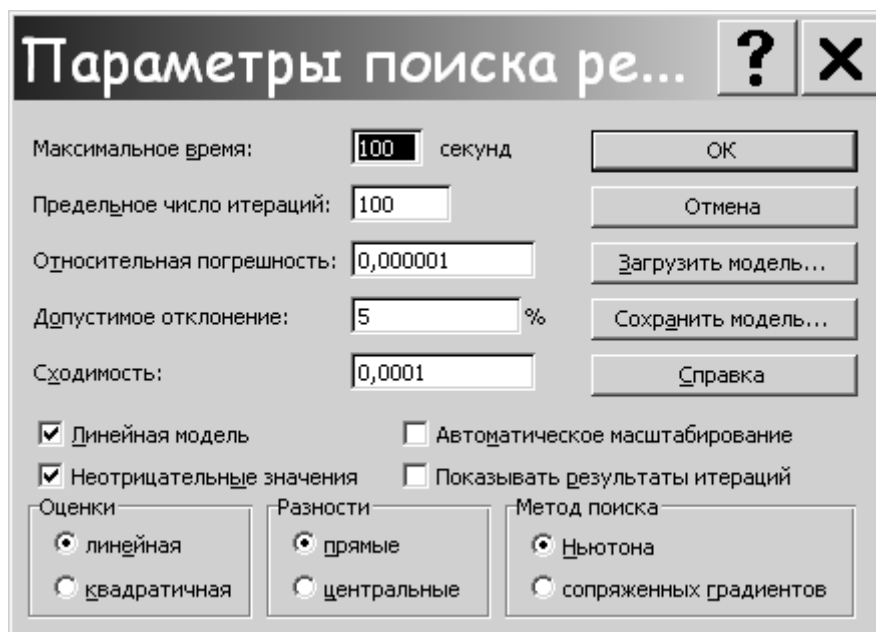 Параметры поиска ре... ? X
Максимальное время: 100 секунд OK
Предельное число итераций: 100 Отмена
Относительная погрешность: 0,000001 Загрузить модель...
Допустимое отклонение: 5 % Сохранить модель...
Сходимость: 0,0001 Справка
Линейная модель Автоматическое масштабирование
Неотрицательные значения Показывать результаты итераций
Оценки Разности Метод поиска
линейная прямые Ньютона
квадратичная центральные сопряженных градиентов